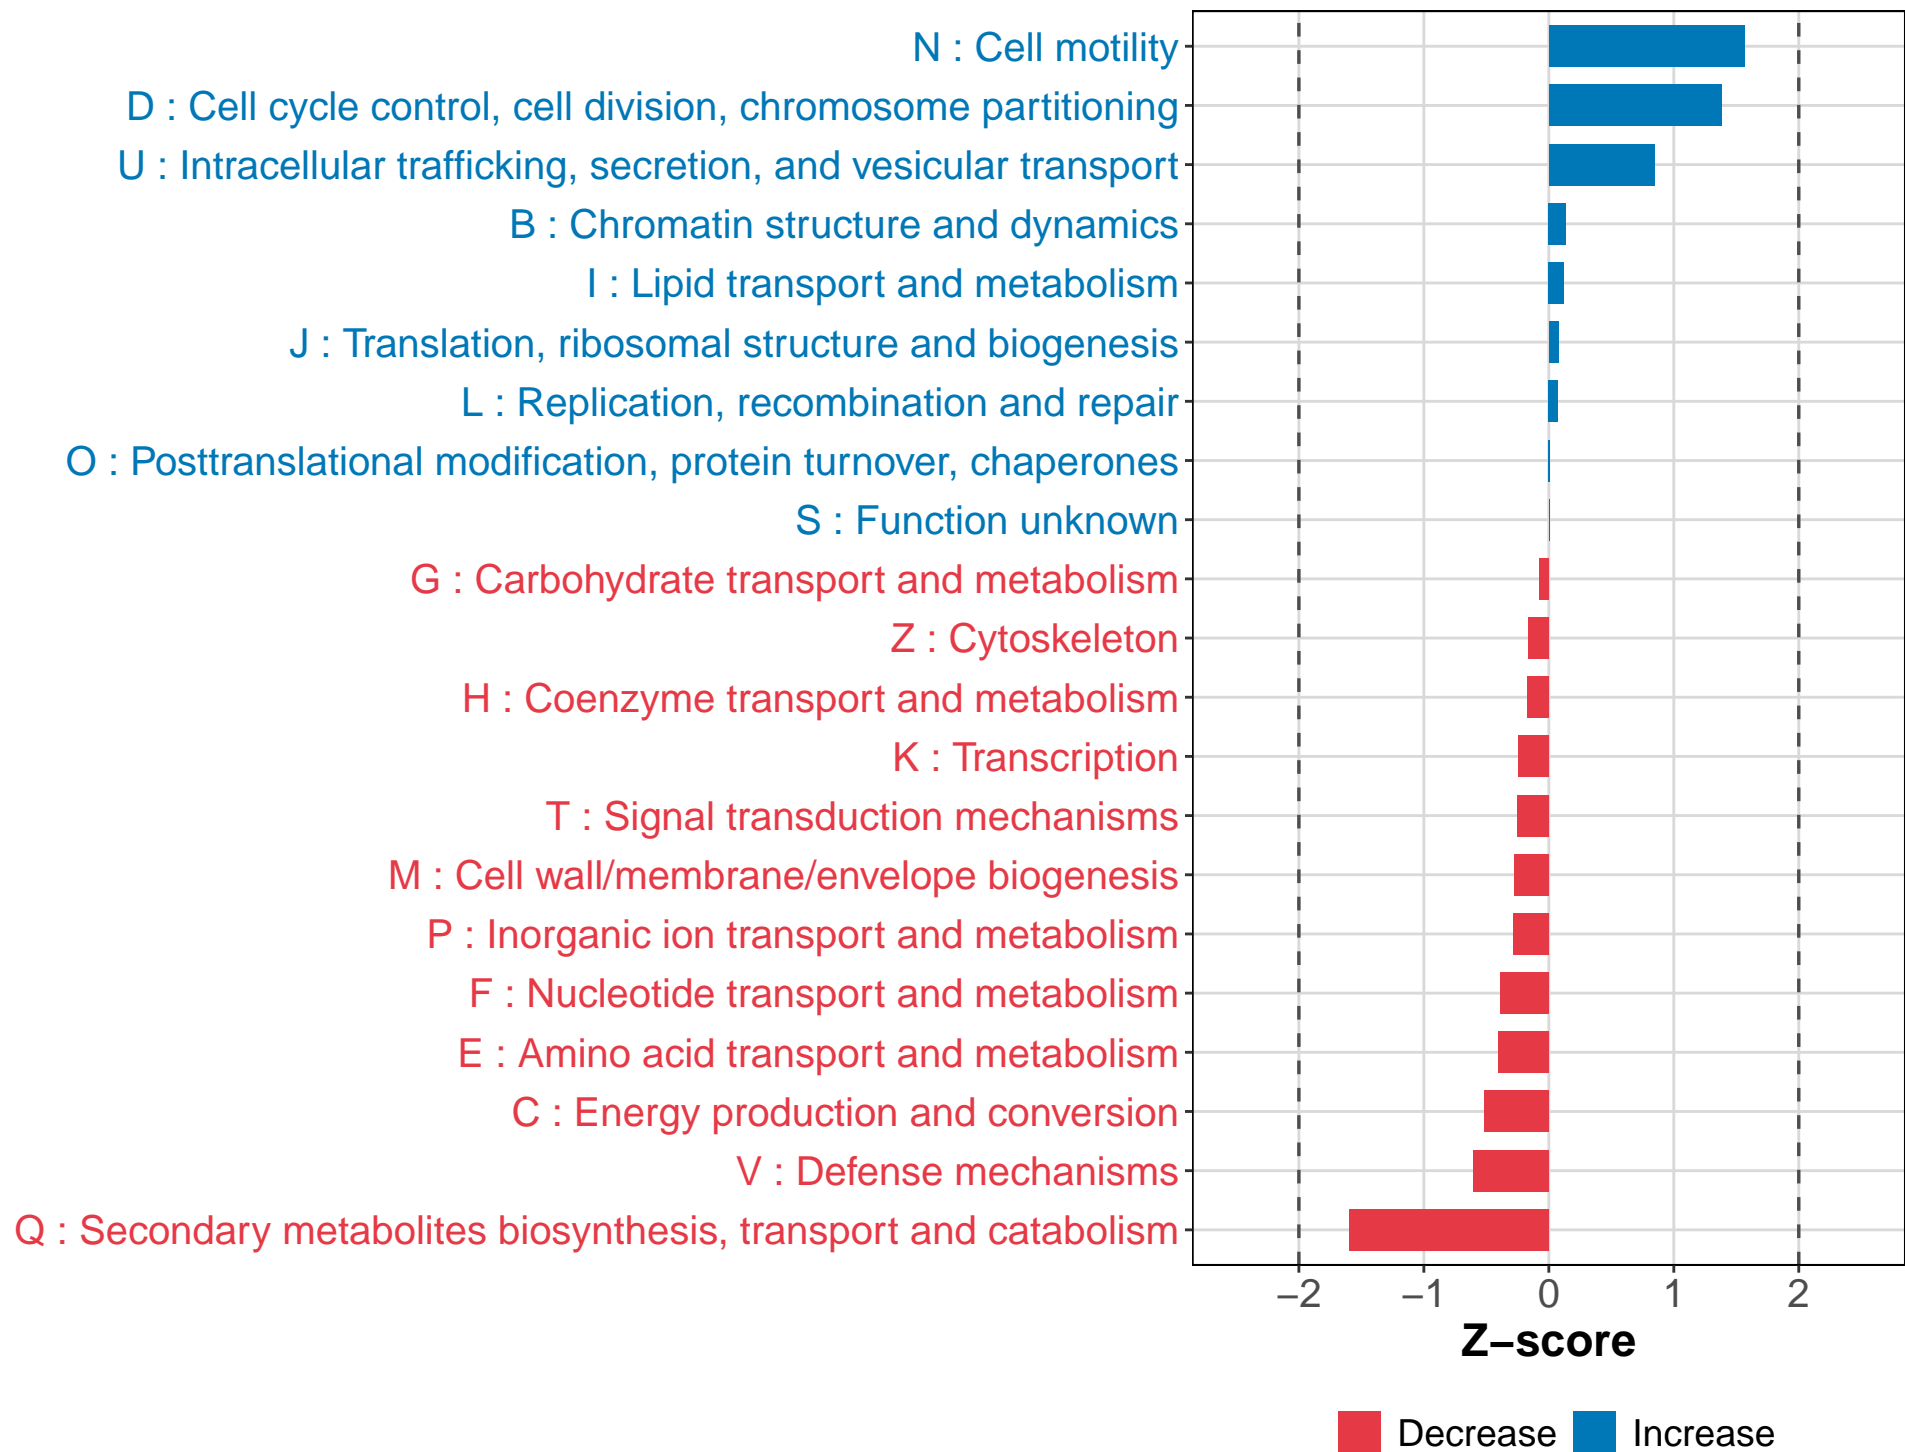 N : Cell motility
D : Cell cycle control, cell division, chromosome partitioning
U : Intracellular trafficking, secretion, and vesicular transport
B : Chromatin structure and dynamics
I : Lipid transport and metabolism
J : Translation, ribosomal structure and biogenesis
L : Replication, recombination and repair
O : Posttranslational modification, protein turnover, chaperones
S : Function unknown
G : Carbohydrate transport and metabolism
Z : Cytoskeleton
H : Coenzyme transport and metabolism
K : Transcription
T : Signal transduction mechanisms
M : Cell wall/membrane/envelope biogenesis
P : Inorganic ion transport and metabolism
F : Nucleotide transport and metabolism
E : Amino acid transport and metabolism
C : Energy production and conversion
V : Defense mechanisms
Q : Secondary metabolites biosynthesis, transport and catabolism
−2 −1 0 1 2
Z−score
Decrease Increase